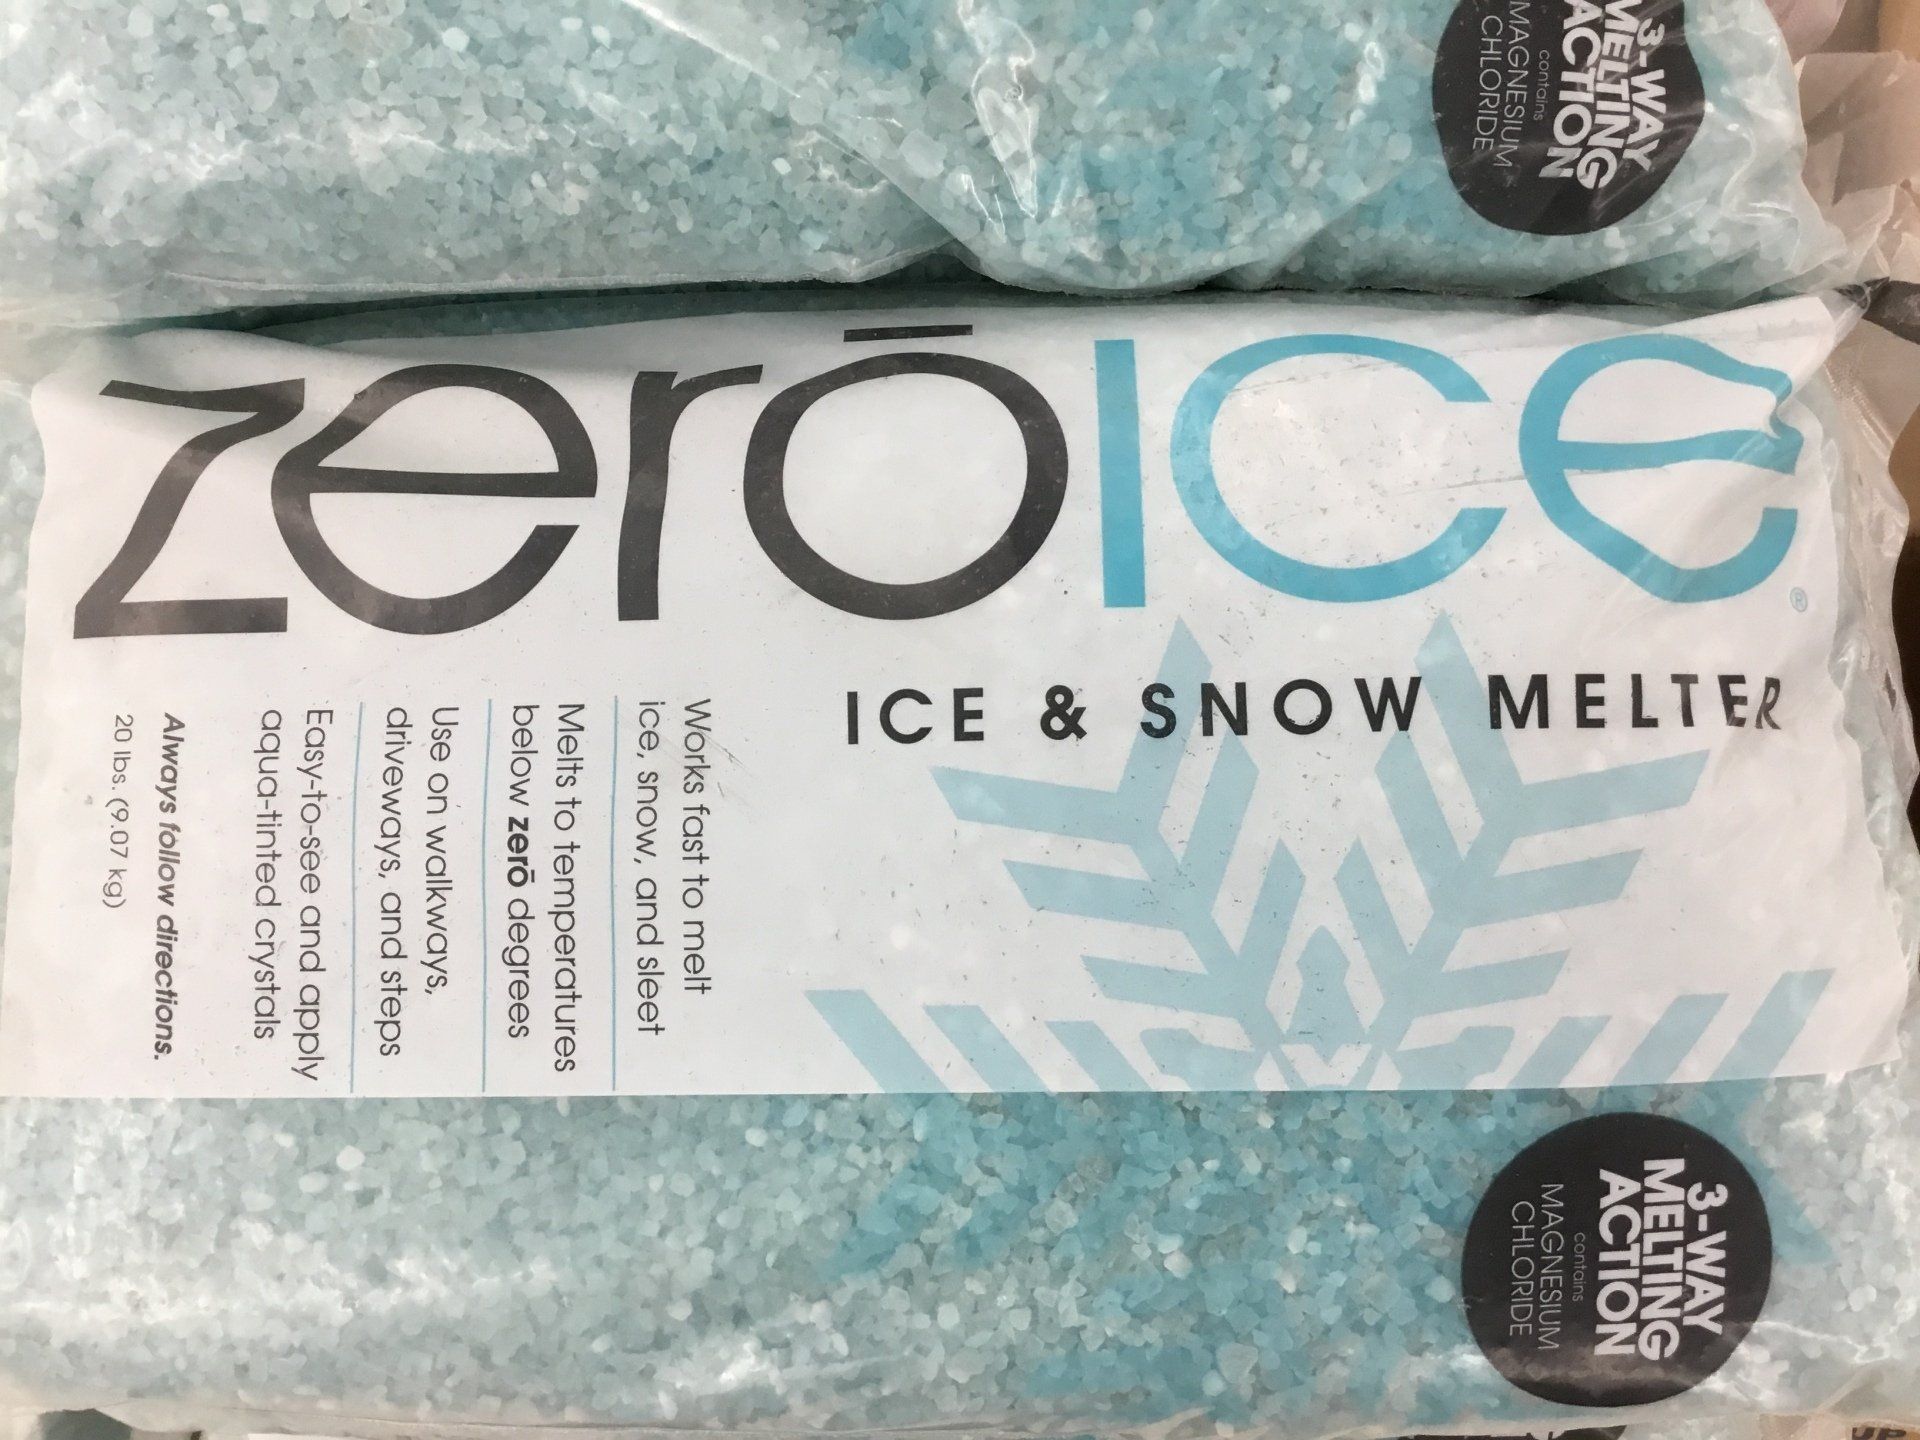 3-WAY
MELTING
ACTION
contains
MAGNESIUM
CHLORIDE
zerōICE®
ICE & SNOW MELTER
Works fast to melt
ice, snow, and sleet
Melts to temperatures
below zerō degrees
Use on walkways,
driveways, and steps
Easy-to-see and apply
aqua-tinted crystals
Always follow directions.
20 lbs. (9.07 kg)
3-WAY
MELTING
ACTION
contains
MAGNESIUM
CHLORIDE